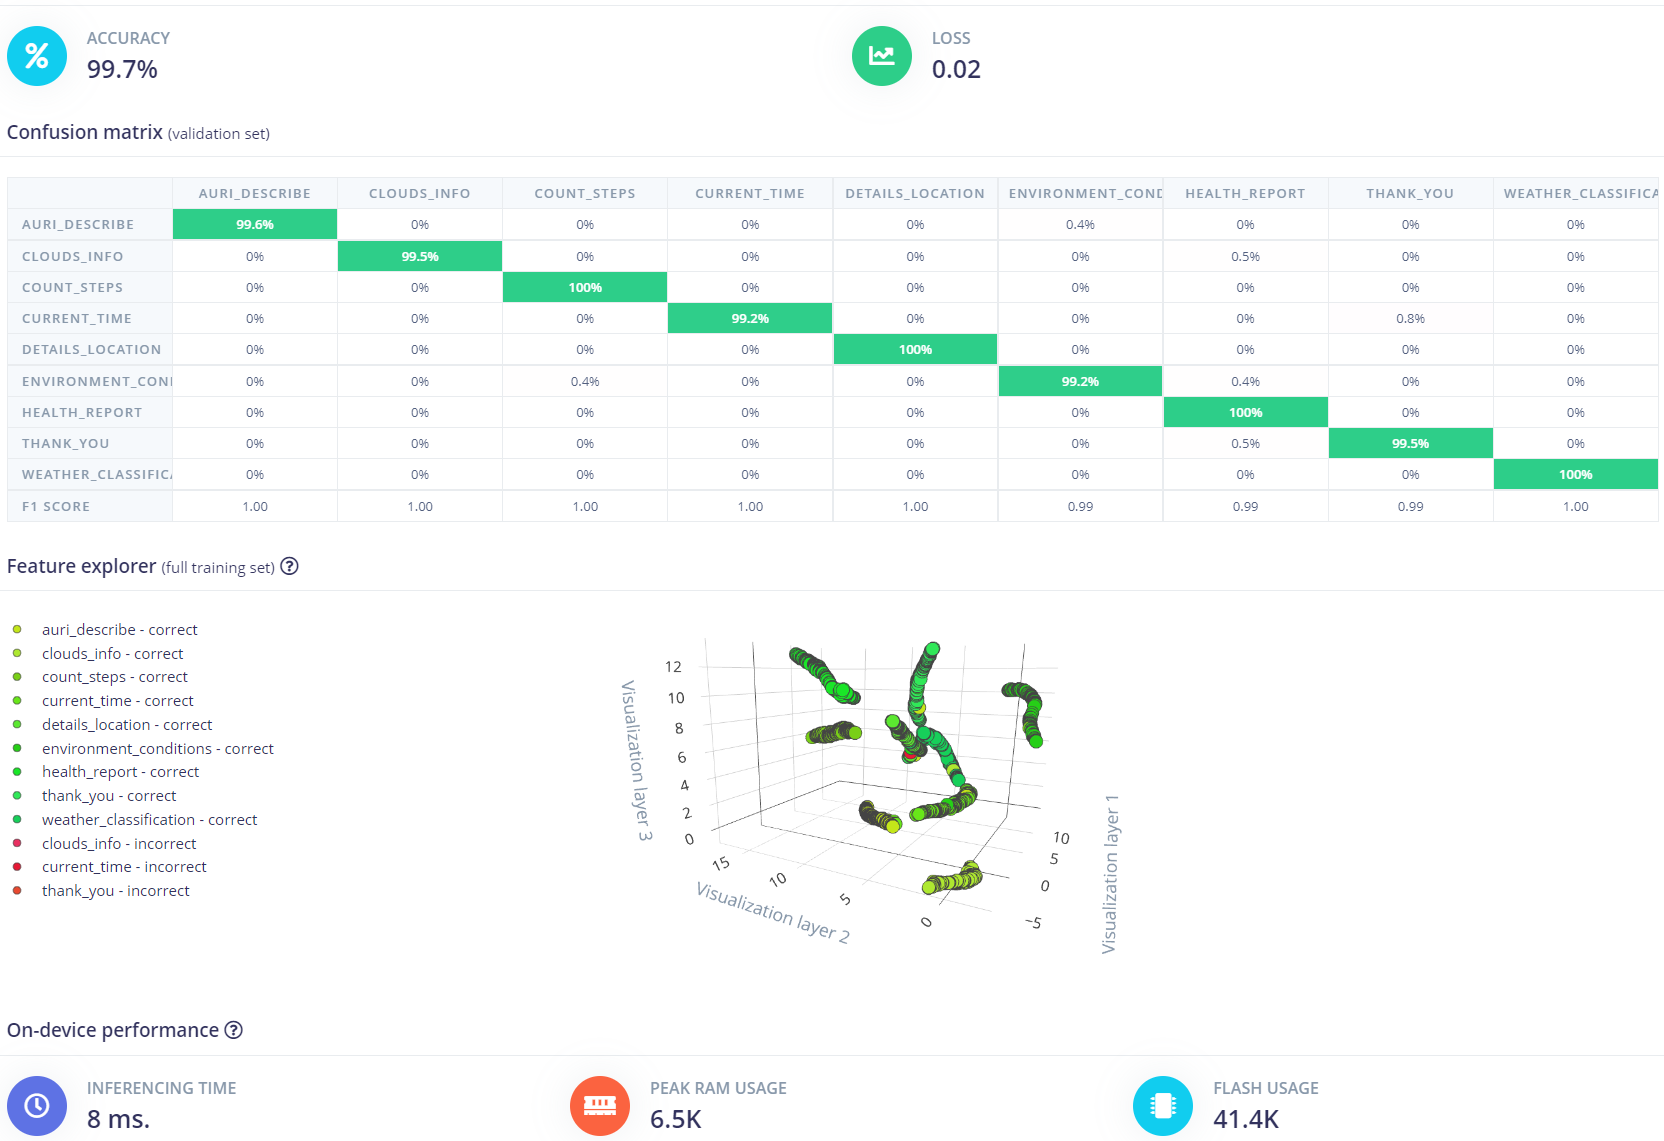 ACCURACY
99.7%
LOSS
0.02
Confusion matrix (validation set)
AURI_DESCRIBE CLOUDS_INFO COUNT_STEPS CURRENT_TIME DETAILS_LOCATION ENVIRONMENT_COND HEALTH_REPORT THANK_YOU WEATHER_CLASSIFICA
AURI_DESCRIBE 99.6% 0% 0% 0% 0% 0.4% 0% 0% 0%
CLOUDS_INFO 0% 99.5% 0% 0% 0% 0% 0.5% 0% 0%
COUNT_STEPS 0% 0% 100% 0% 0% 0% 0% 0% 0%
CURRENT_TIME 0% 0% 0% 99.2% 0% 0% 0% 0.8% 0%
DETAILS_LOCATION 0% 0% 0% 0% 100% 0% 0% 0% 0%
ENVIRONMENT_CONI 0% 0% 0.4% 0% 0% 99.2% 0.4% 0% 0%
HEALTH_REPORT 0% 0% 0% 0% 0% 0% 100% 0% 0%
THANK_YOU 0% 0% 0% 0% 0% 0% 0.5% 99.5% 0%
WEATHER_CLASSIFICA 0% 0% 0% 0% 0% 0% 0% 0% 100%
F1 SCORE 1.00 1.00 1.00 1.00 1.00 0.99 0.99 0.99 1.00
Feature explorer (full training set) ?
auri_describe - correct
clouds_info - correct
count_steps - correct
current_time - correct
details_location - correct
environment_conditions - correct
health_report - correct
thank_you - correct
weather_classification - correct
clouds_info - incorrect
current_time - incorrect
thank_you - incorrect
Visualization layer 3
12
10
8
6
4
2
0
Visualization layer 2
15
10
5
0
Visualization layer 1
10
5
0
−5
On-device performance ?
INFERENCING TIME
8 ms.
PEAK RAM USAGE
6.5K
FLASH USAGE
41.4K